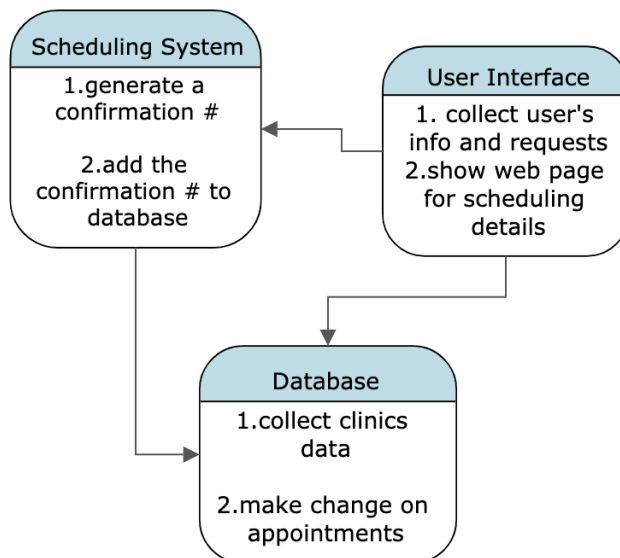 Scheduling System
1.generate a
confirmation #
2.add the
confirmation # to
database
User Interface
1. collect user's
info and requests
2.show web page
for scheduling
details
Database
1.collect clinics
data
2.make change on
appointments